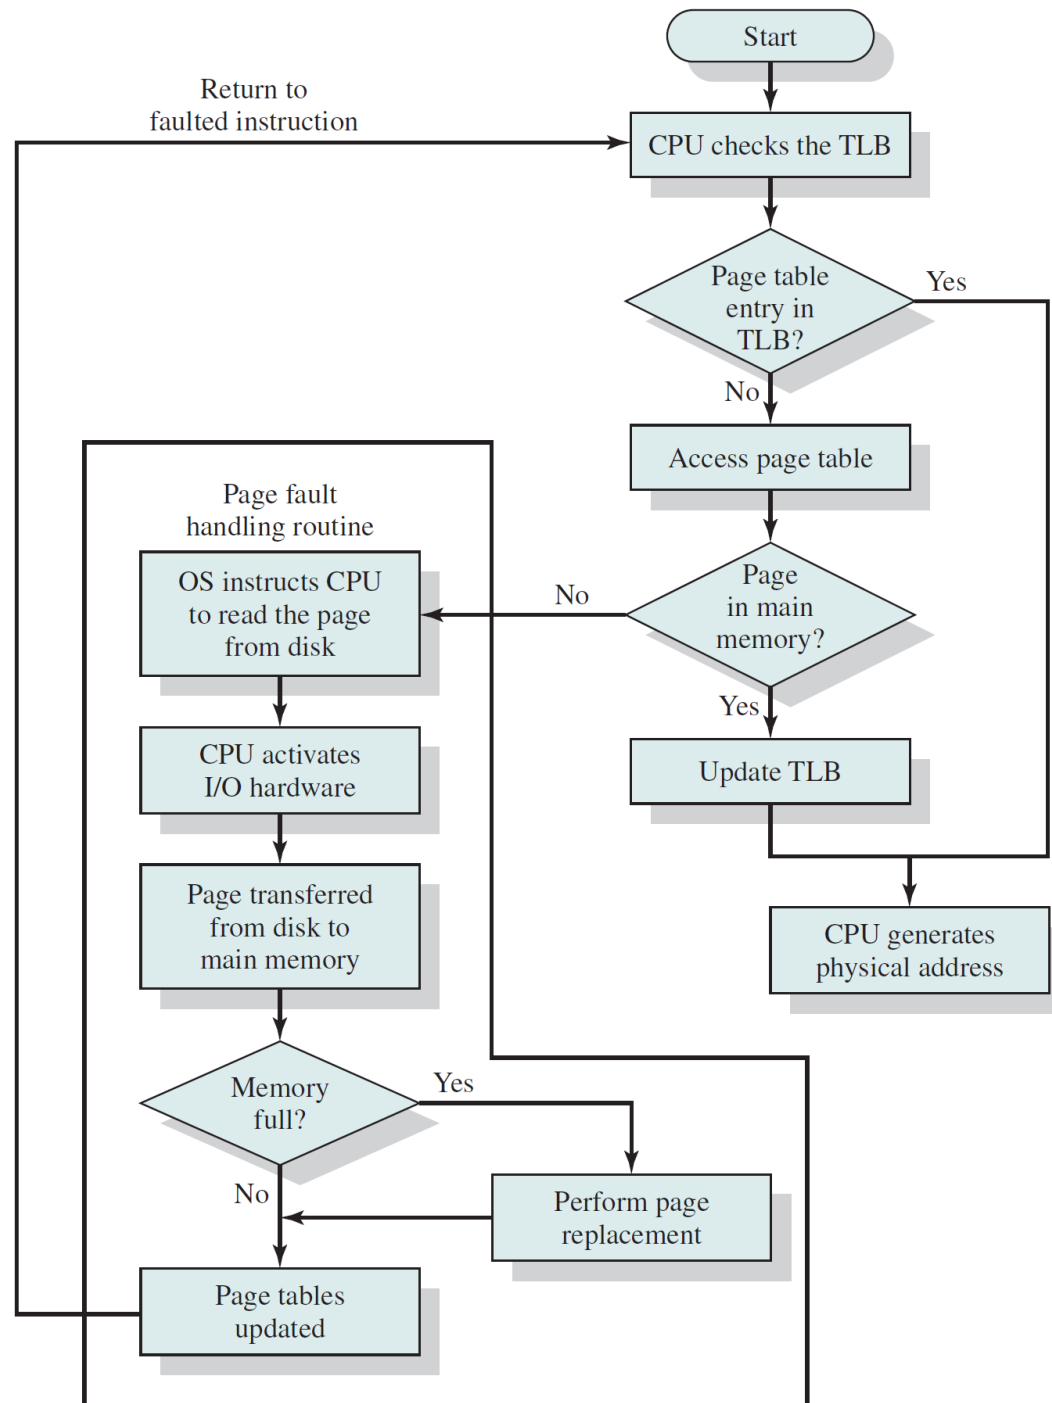 Start
Return to
faulted instruction
CPU checks the TLB
Page table
entry in
TLB?
Yes
No
Access page table
Page fault
handling routine
OS instructs CPU
to read the page
from disk
No
Page
in main
memory?
Yes
CPU activates
I/O hardware
Update TLB
Page transferred
from disk to
main memory
CPU generates
physical address
Memory
full?
Yes
No
Perform page
replacement
Page tables
updated